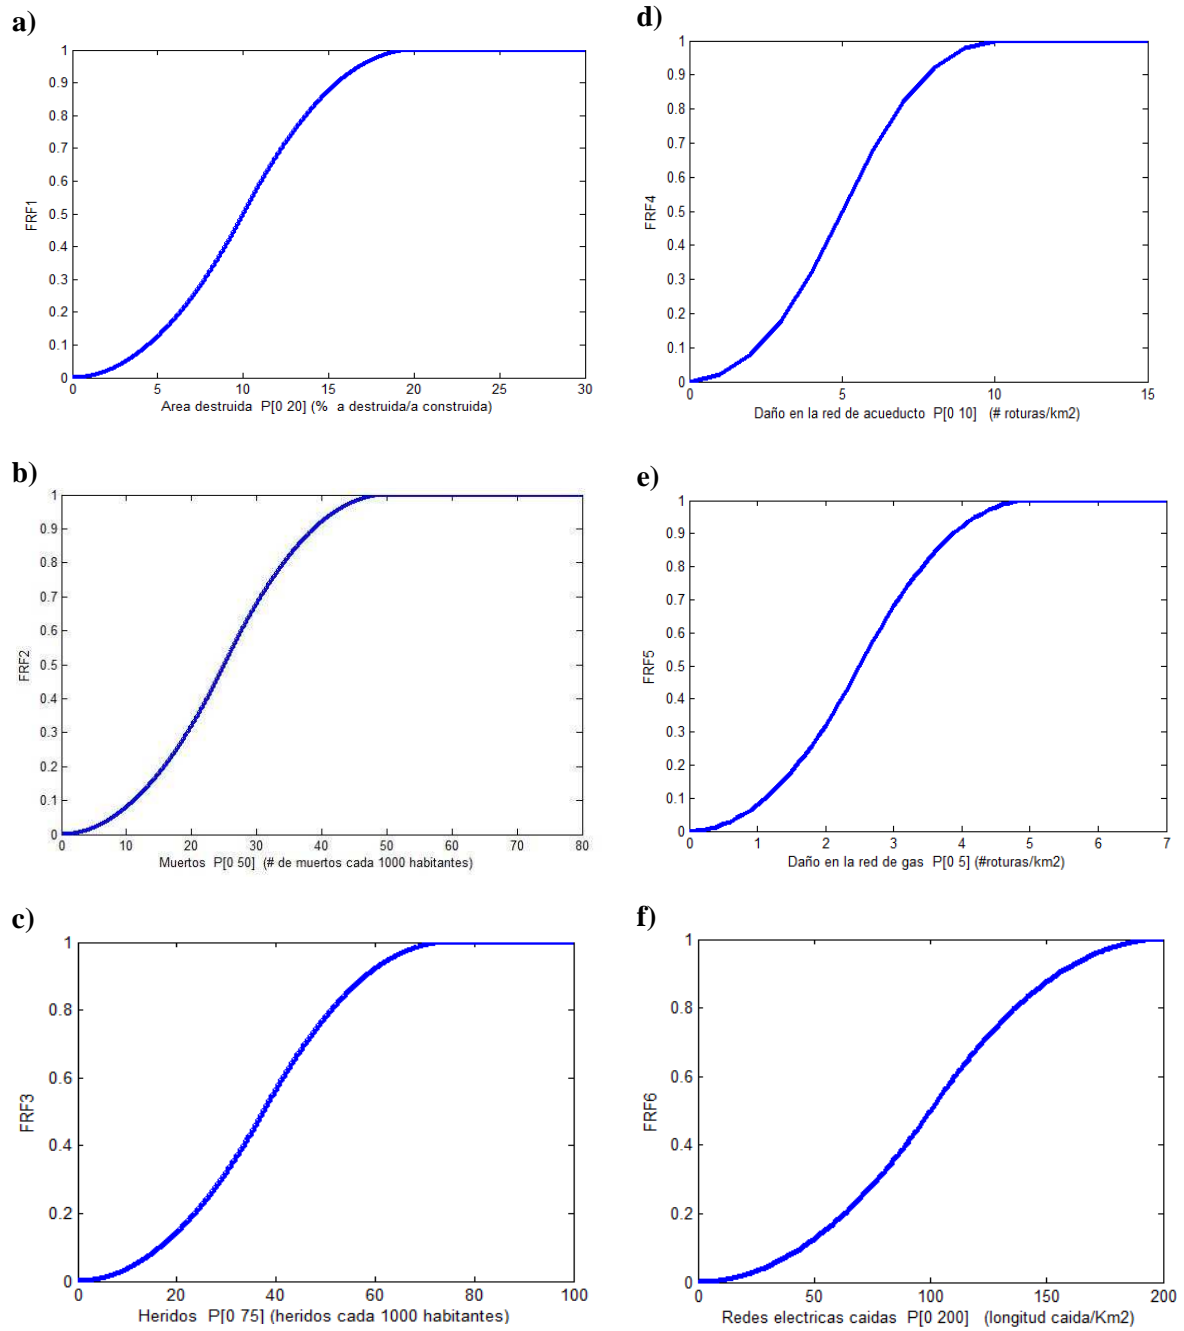 a)
1
0.9
0.8
0.7
0.6
0.5
0.4
0.3
0.2
0.1
0
FRF1
0 5 10 15 20 25 30
Area destruida P[0 20] (% a destruida/a construida)
b)
1
0.9
0.8
0.7
0.6
0.5
0.4
0.3
0.2
0.1
0
FRF2
0 10 20 30 40 50 60 70 80
Muertos P[0 50] (# de muertos cada 1000 habitantes)
c)
1
0.8
0.6
0.4
0.2
0
FRF3
0 20 40 60 80 100
Heridos P[0 75] (heridos cada 1000 habitantes)
d)
1
0.9
0.8
0.7
0.6
0.5
0.4
0.3
0.2
0.1
0
FRF4
0 5 10 15
Daño en la red de acueducto P[0 10] (# roturas/km2)
e)
1
0.9
0.8
0.7
0.6
0.5
0.4
0.3
0.2
0.1
0
FRF5
0 1 2 3 4 5 6 7
Daño en la red de gas P[0 5] (#roturas/km2)
f)
1
0.8
0.6
0.4
0.2
0
FRF6
0 50 100 150 200
Redes electricas caidas P[0 200] (longitud caida/Km2)